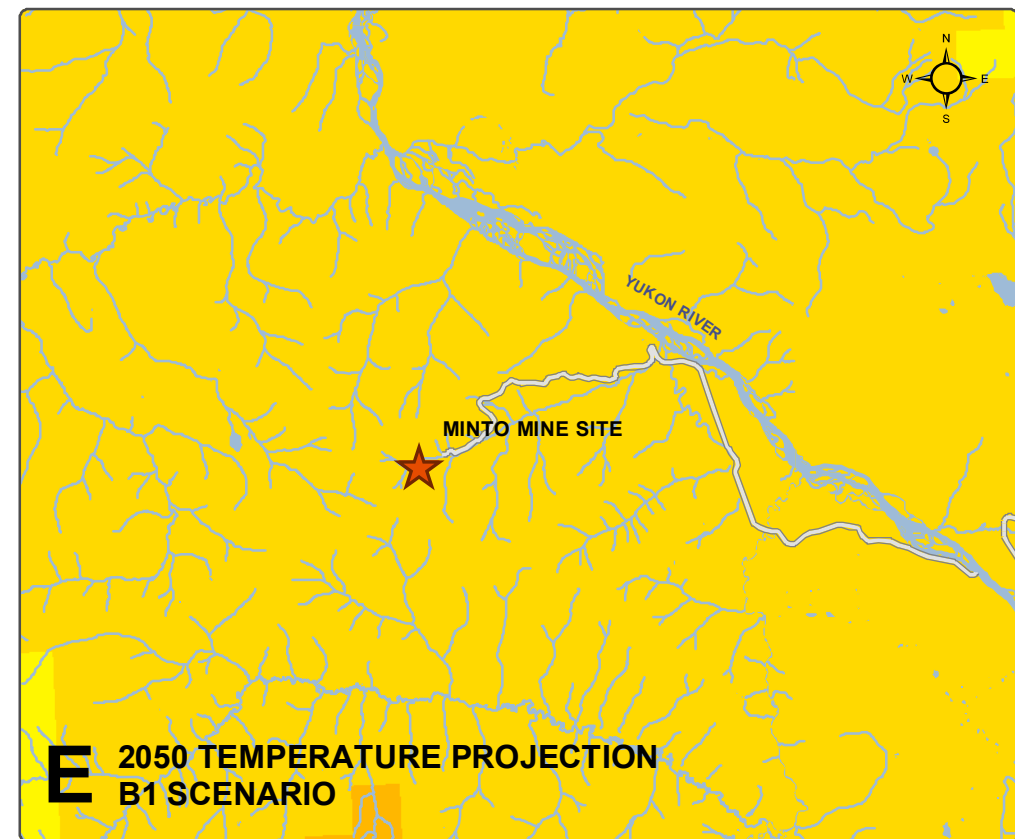 N
W E
S
YUKON RIVER
MINTO MINE SITE
E
2050 TEMPERATURE PROJECTION
B1 SCENARIO